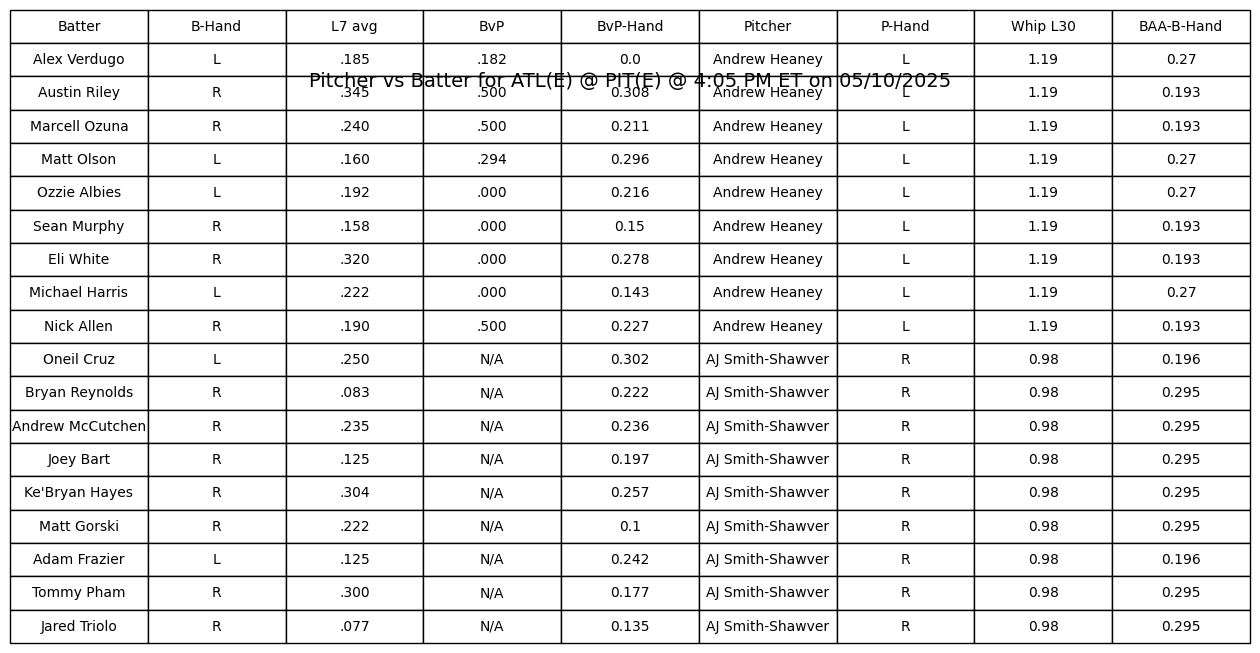 Batter B-Hand L7 avg BvP BvP-Hand Pitcher P-Hand Whip L30 BAA-B-Hand
Alex Verdugo L .185 .182 0.0 Andrew Heaney L 1.19 0.27
Pitcher vs Batter for ATL(E) @ PIT(E) @ 4:05 PM ET on 05/10/2025
Austin Riley R .345 .500 0.308 Andrew Heaney L 1.19 0.193
Marcell Ozuna R .240 .500 0.211 Andrew Heaney L 1.19 0.193
Matt Olson L .160 .294 0.296 Andrew Heaney L 1.19 0.27
Ozzie Albies L .192 .000 0.216 Andrew Heaney L 1.19 0.27
Sean Murphy R .158 .000 0.15 Andrew Heaney L 1.19 0.193
Eli White R .320 .000 0.278 Andrew Heaney L 1.19 0.193
Michael Harris L .222 .000 0.143 Andrew Heaney L 1.19 0.27
Nick Allen R .190 .500 0.227 Andrew Heaney L 1.19 0.193
Oneil Cruz L .250 N/A 0.302 AJ Smith-Shawver R 0.98 0.196
Bryan Reynolds R .083 N/A 0.222 AJ Smith-Shawver R 0.98 0.295
Andrew McCutchen R .235 N/A 0.236 AJ Smith-Shawver R 0.98 0.295
Joey Bart R .125 N/A 0.197 AJ Smith-Shawver R 0.98 0.295
Ke'Bryan Hayes R .304 N/A 0.257 AJ Smith-Shawver R 0.98 0.295
Matt Gorski R .222 N/A 0.1 AJ Smith-Shawver R 0.98 0.295
Adam Frazier L .125 N/A 0.242 AJ Smith-Shawver R 0.98 0.196
Tommy Pham R .300 N/A 0.177 AJ Smith-Shawver R 0.98 0.295
Jared Triolo R .077 N/A 0.135 AJ Smith-Shawver R 0.98 0.295